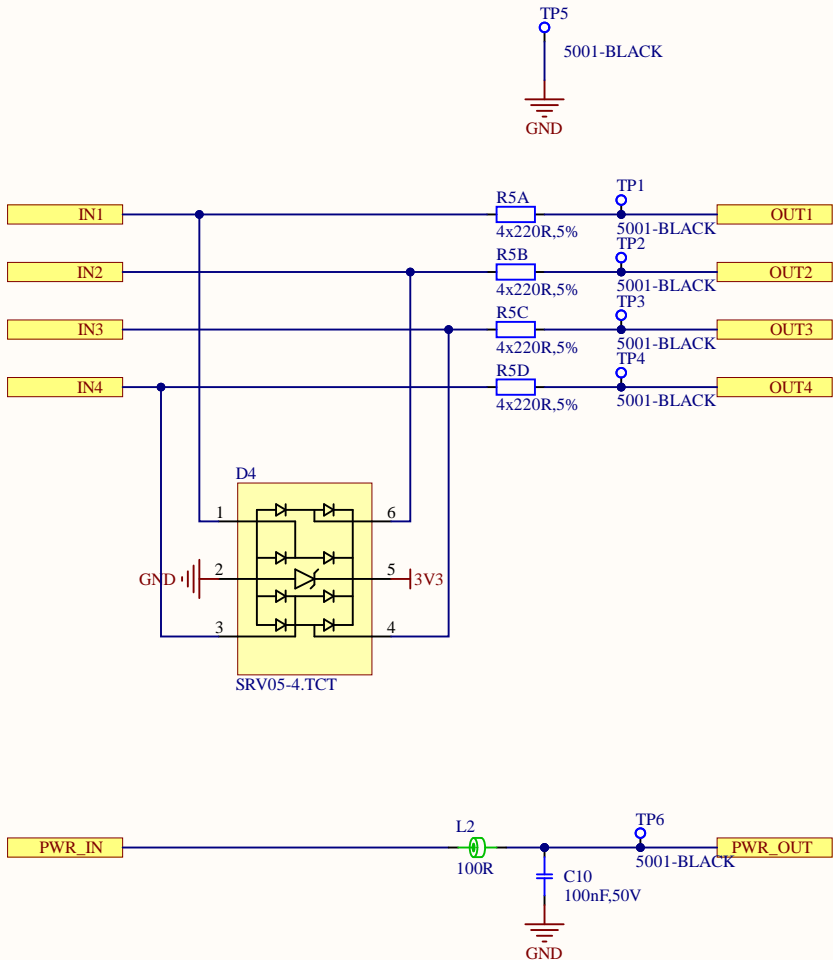 TP5
5001-BLACK
GND
IN1
R5A
4x220R,5%
TP1
5001-BLACK
OUT1
IN2
R5B
4x220R,5%
TP2
5001-BLACK
OUT2
IN3
R5C
4x220R,5%
TP3
5001-BLACK
OUT3
IN4
R5D
4x220R,5%
TP4
5001-BLACK
OUT4
D4
1
6
GND
2
5
3V3
3
4
SRV05-4.TCT
PWR_IN
L2
100R
TP6
5001-BLACK
PWR_OUT
C10
100nF,50V
GND